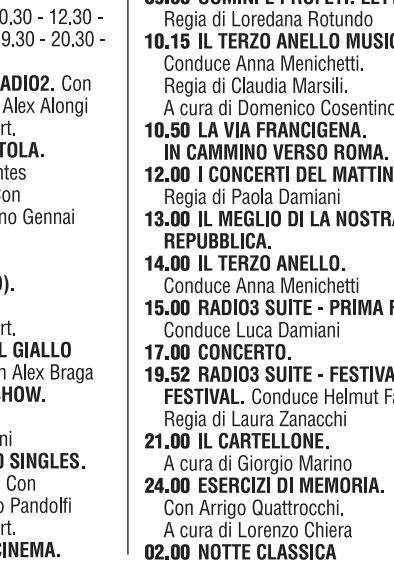 0.30 - 12.30 -
9.30 - 20.30 -
ADIO2. Con
Alex Alongi
rt.
TOLA.
ntes
Con
no Gennai
).
rt.
L GIALLO
n Alex Braga
SHOW.
ni
O SINGLES.
Con
o Pandolfi
rt.
CINEMA.
Regia di Loredana Rotundo
10.15 IL TERZO ANELLO MUSIC
Conduce Anna Menichetti.
Regia di Claudia Marsili.
A cura di Domenico Cosentino
10.50 LA VIA FRANCIGENA.
IN CAMMINO VERSO ROMA.
12.00 I CONCERTI DEL MATTIN
Regia di Paola Damiani
13.00 IL MEGLIO DI LA NOSTRA
REPUBBLICA.
14.00 IL TERZO ANELLO.
Conduce Anna Menichetti
15.00 RADIO3 SUITE - PRIMA F
Conduce Luca Damiani
17.00 CONCERTO.
19.52 RADIO3 SUITE - FESTIVA
FESTIVAL. Conduce Helmut Fa
Regia di Laura Zanacchi
21.00 IL CARTELLONE.
A cura di Giorgio Marino
24.00 ESERCIZI DI MEMORIA.
Con Arrigo Quattrocchi.
A cura di Lorenzo Chiera
02.00 NOTTE CLASSICA